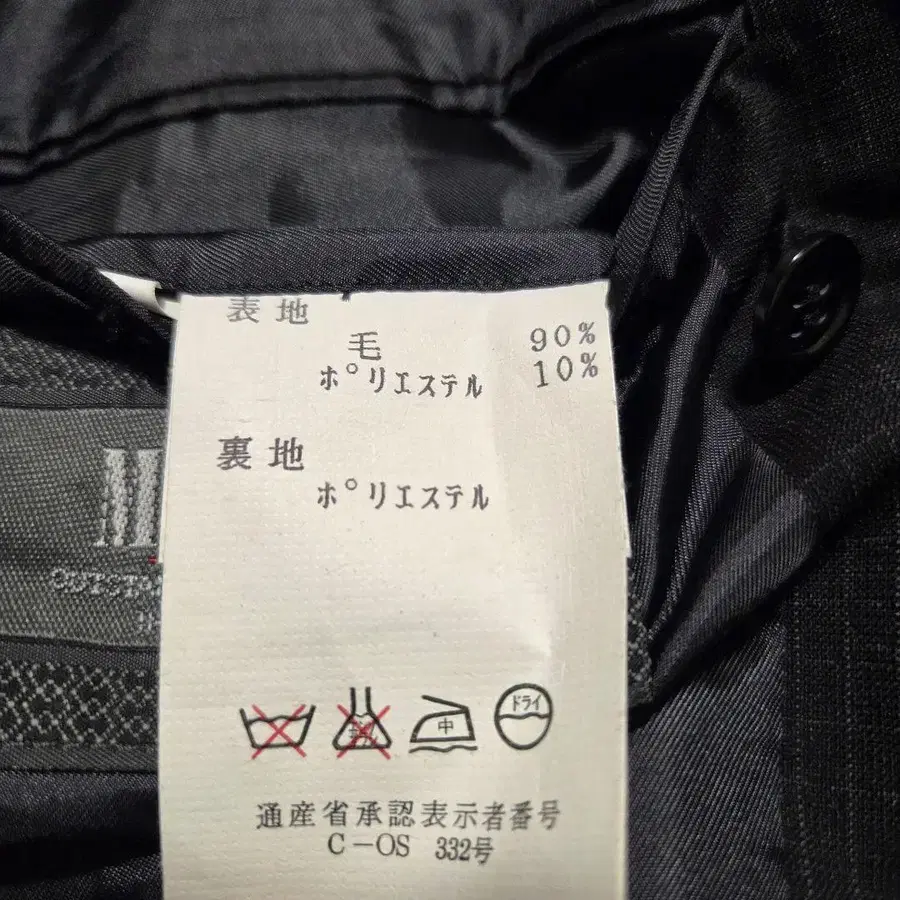 表地
毛 90%
ポリエステル 10%
裏地
ポリエステル
中
ドライ
通産省承認表示者番号
C-OS 332号